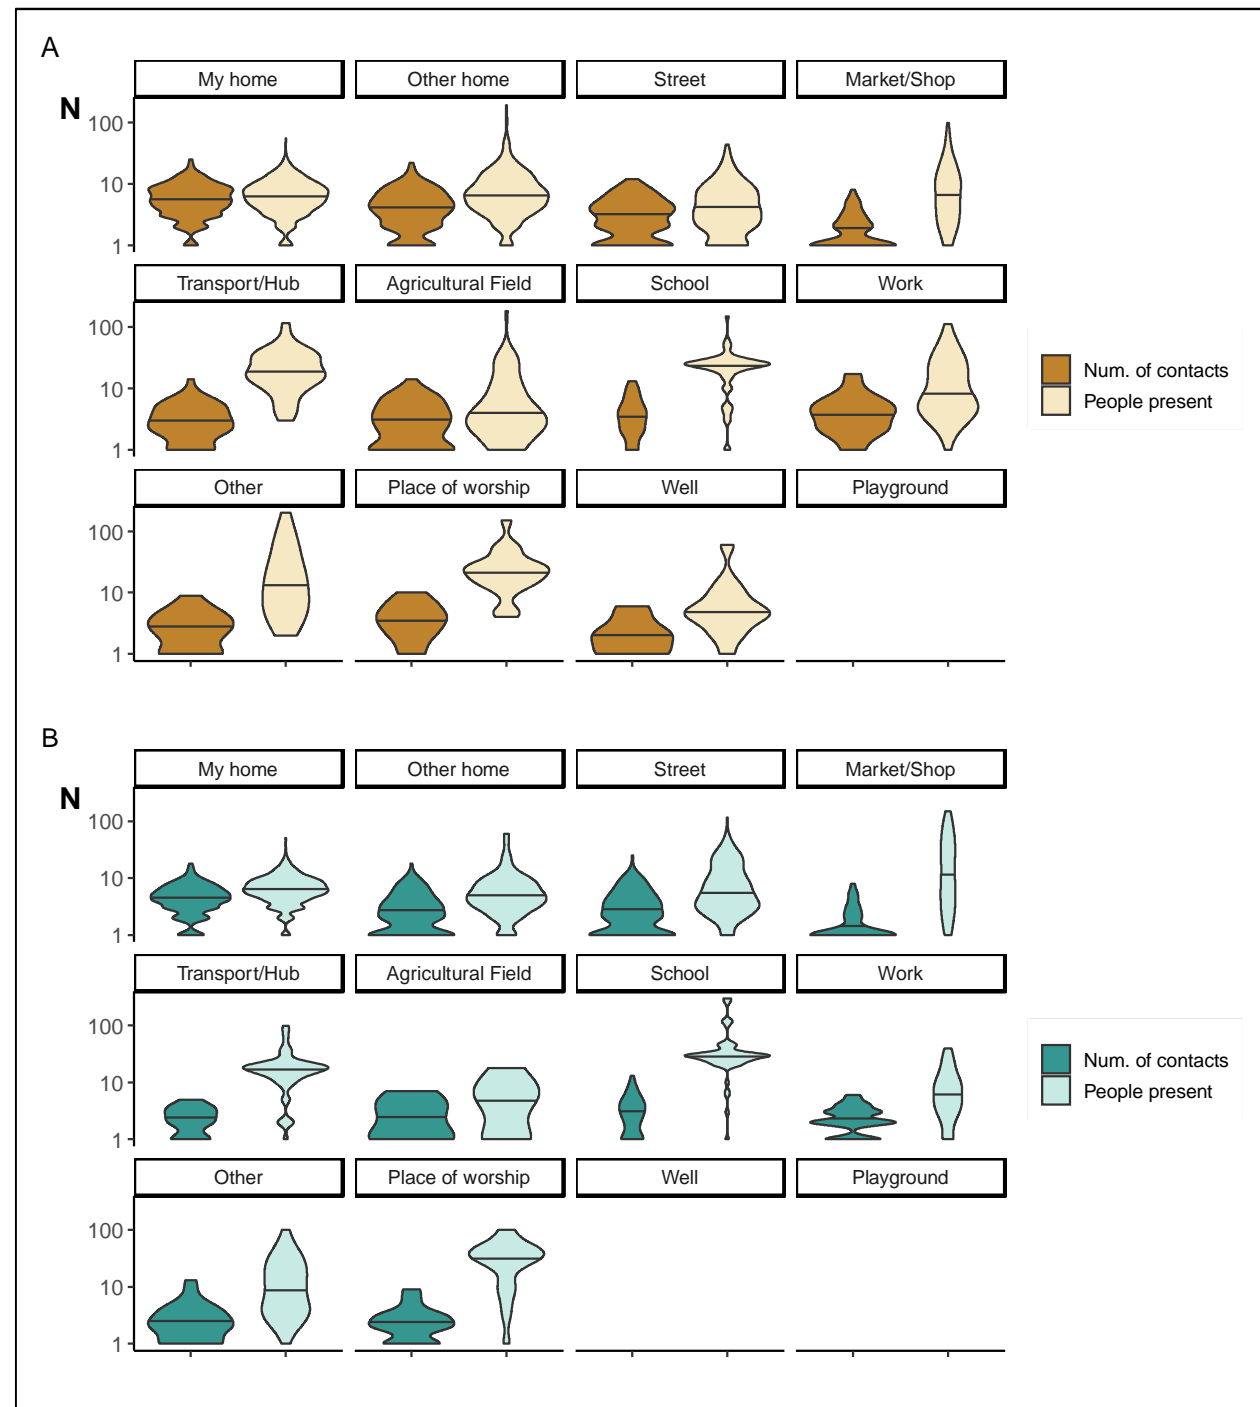 A
My home Other home Street Market/Shop
N
100
10
1
Transport/Hub Agricultural Field School Work
100
10
1
Num. of contacts
People present
Other Place of worship Well Playground
100
10
1
B
My home Other home Street Market/Shop
N
100
10
1
Transport/Hub Agricultural Field School Work
100
10
1
Num. of contacts
People present
Other Place of worship Well Playground
100
10
1